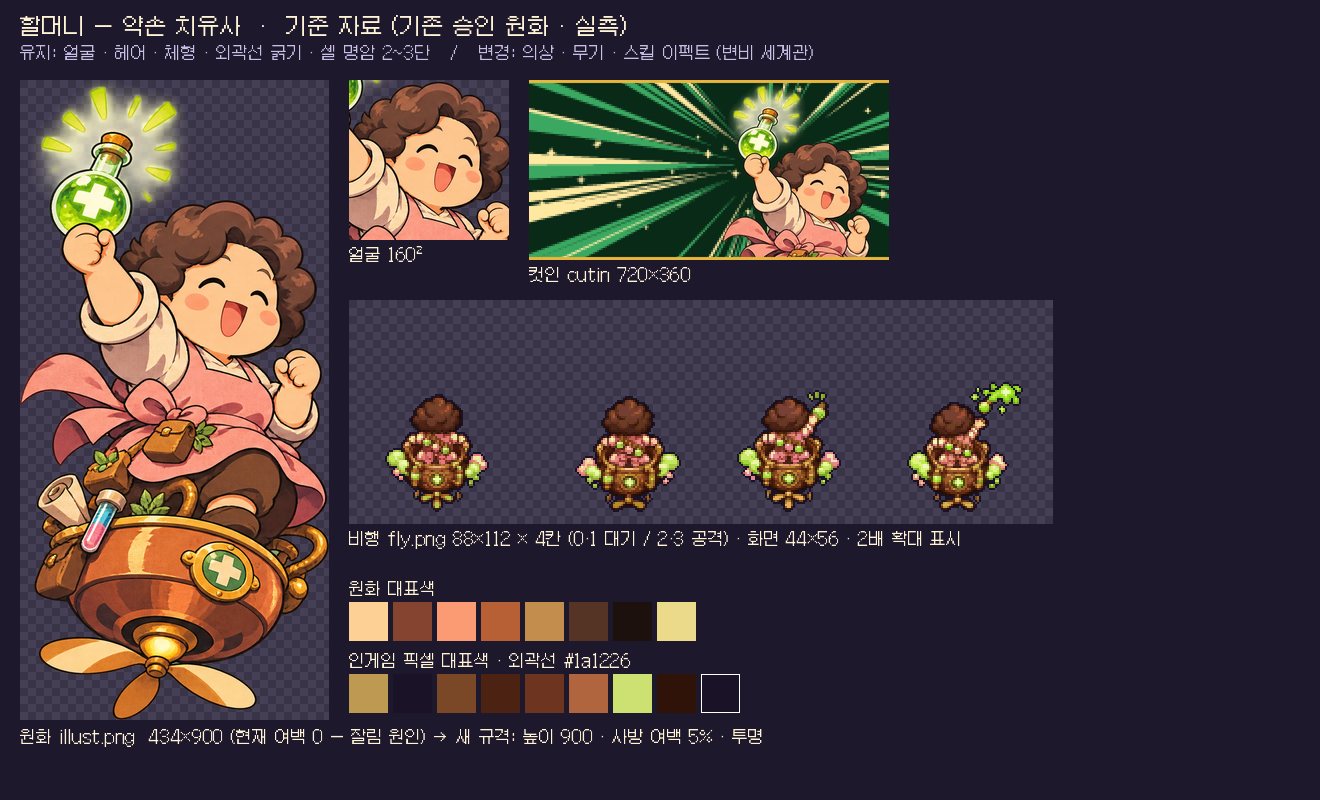 할머니 — 약손 치유사 · 기준 자료 (기존 승인 원화 · 실측)
유지: 얼굴 · 헤어 · 체형 · 외곽선 굵기 · 셀 명암 2~3단 / 변경: 의상 · 무기 · 스킬 이펙트 (변비 세계관)
얼굴 160²
컷인 cutin 720×360
비행 fly.png 88×112 × 4칸 (0·1 대기 / 2·3 공격) · 화면 44×56 · 2배 확대 표시
원화 대표색
인게임 픽셀 대표색 · 외곽선 #1a1226
원화 illust.png 434×900 (현재 여백 0 — 잘림 원인) → 새 규격: 높이 900 · 사방 여백 5% · 투명